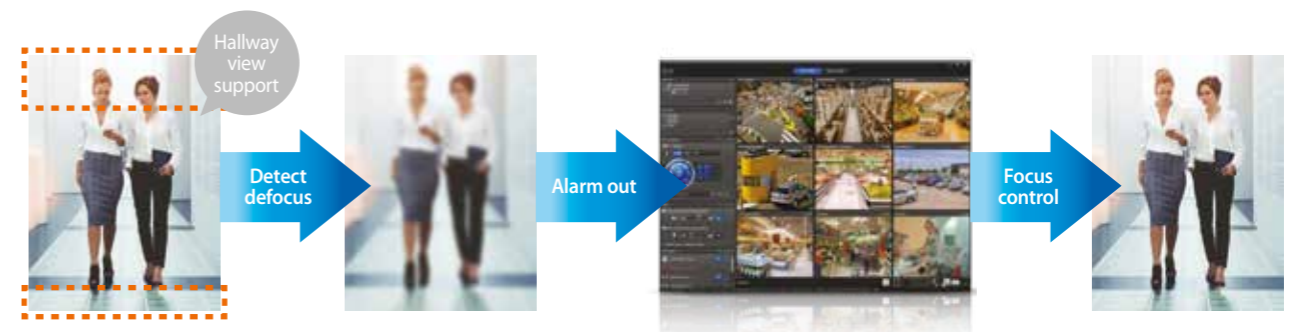 Hallway
view
support
Detect
defocus
Alarm out
Focus
control